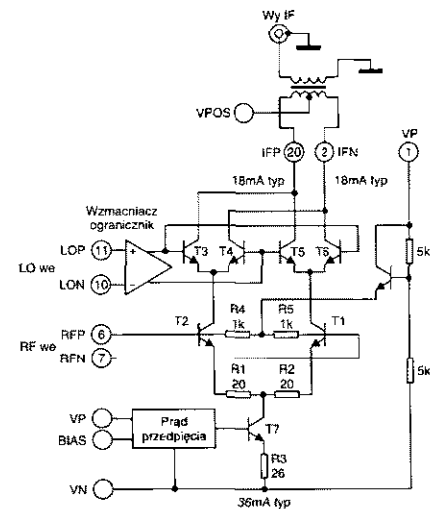 Wy IF
VPOS
VP
1
IFP 20
2 IFN
18mA typ
18mA typ
Wzmacniacz
ogranicznik
LOP 11
+
T3
T4
T5
T6
5k
LO we
LON 10
−
R4
1k
R5
1k
T2
T1
RFP 6
RF we
RFN 7
5k
R1
20
R2
20
VP
Prąd
przedpięcia
T7
BIAS
R3
26
VN
36mA typ